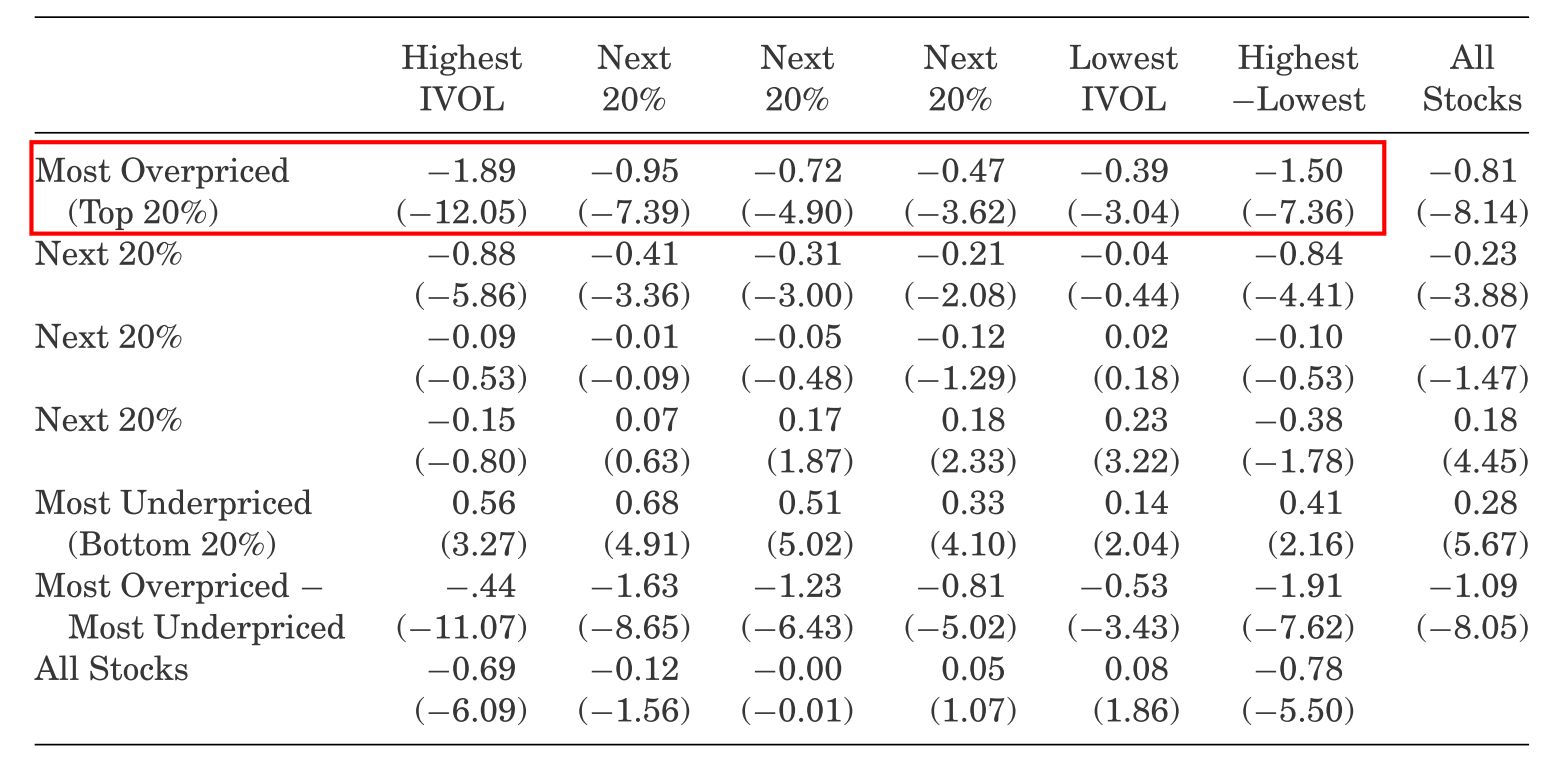 Highest Next Next Next Lowest Highest All
IVOL 20% 20% 20% IVOL −Lowest Stocks
Most Overpriced −1.89 −0.95 −0.72 −0.47 −0.39 −1.50 −0.81
(Top 20%) (−12.05) (−7.39) (−4.90) (−3.62) (−3.04) (−7.36) (−8.14)
Next 20% −0.88 −0.41 −0.31 −0.21 −0.04 −0.84 −0.23
(−5.86) (−3.36) (−3.00) (−2.08) (−0.44) (−4.41) (−3.88)
Next 20% −0.09 −0.01 −0.05 −0.12 0.02 −0.10 −0.07
(−0.53) (−0.09) (−0.48) (−1.29) (0.18) (−0.53) (−1.47)
Next 20% −0.15 0.07 0.17 0.18 0.23 −0.38 0.18
(−0.80) (0.63) (1.87) (2.33) (3.22) (−1.78) (4.45)
Most Underpriced 0.56 0.68 0.51 0.33 0.14 0.41 0.28
(Bottom 20%) (3.27) (4.91) (5.02) (4.10) (2.04) (2.16) (5.67)
Most Overpriced − −.44 −1.63 −1.23 −0.81 −0.53 −1.91 −1.09
Most Underpriced (−11.07) (−8.65) (−6.43) (−5.02) (−3.43) (−7.62) (−8.05)
All Stocks −0.69 −0.12 −0.00 0.05 0.08 −0.78
(−6.09) (−1.56) (−0.01) (1.07) (1.86) (−5.50)